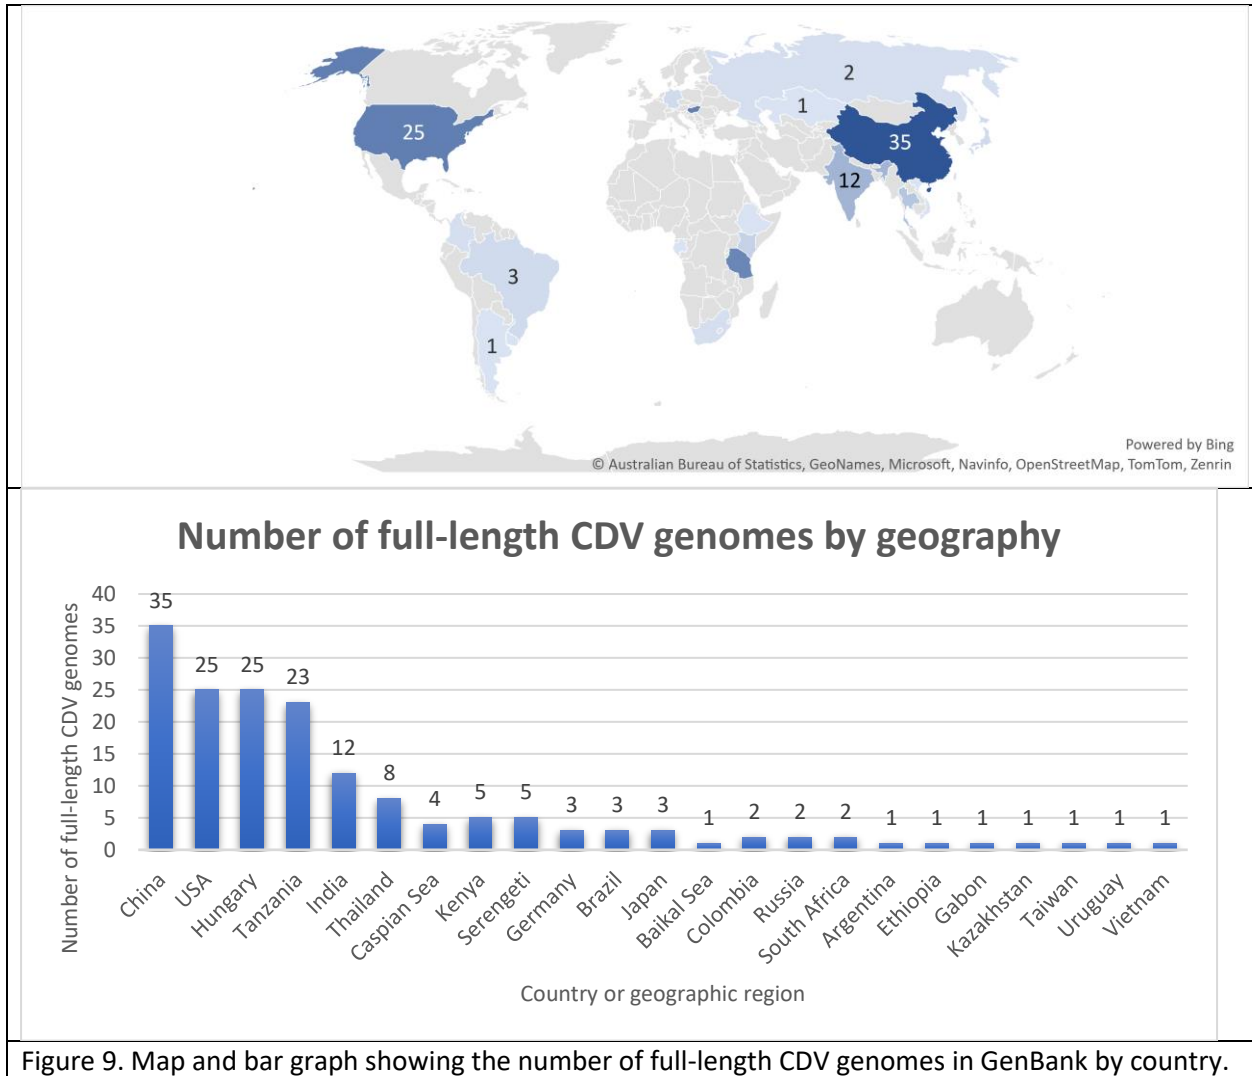 2
1
25
35
12
3
1
Powered by Bing
© Australian Bureau of Statistics, GeoNames, Microsoft, Navinfo, OpenStreetMap, TomTom, Zenrin
Number of full-length CDV genomes by geography
Number of full-length CDV genomes
40
35
30
25
20
15
10
5
0
35
25
25
23
12
8
4
5
5
3
3
3
1
2
2
2
1
1
1
1
1
1
1
China
USA
Hungary
Tanzania
India
Thailand
Caspian Sea
Kenya
Serengeti
Germany
Brazil
Japan
Baikal Sea
Colombia
Russia
South Africa
Argentina
Ethiopia
Gabon
Kazakhstan
Taiwan
Uruguay
Vietnam
Country or geographic region
Figure 9. Map and bar graph showing the number of full-length CDV genomes in GenBank by country.